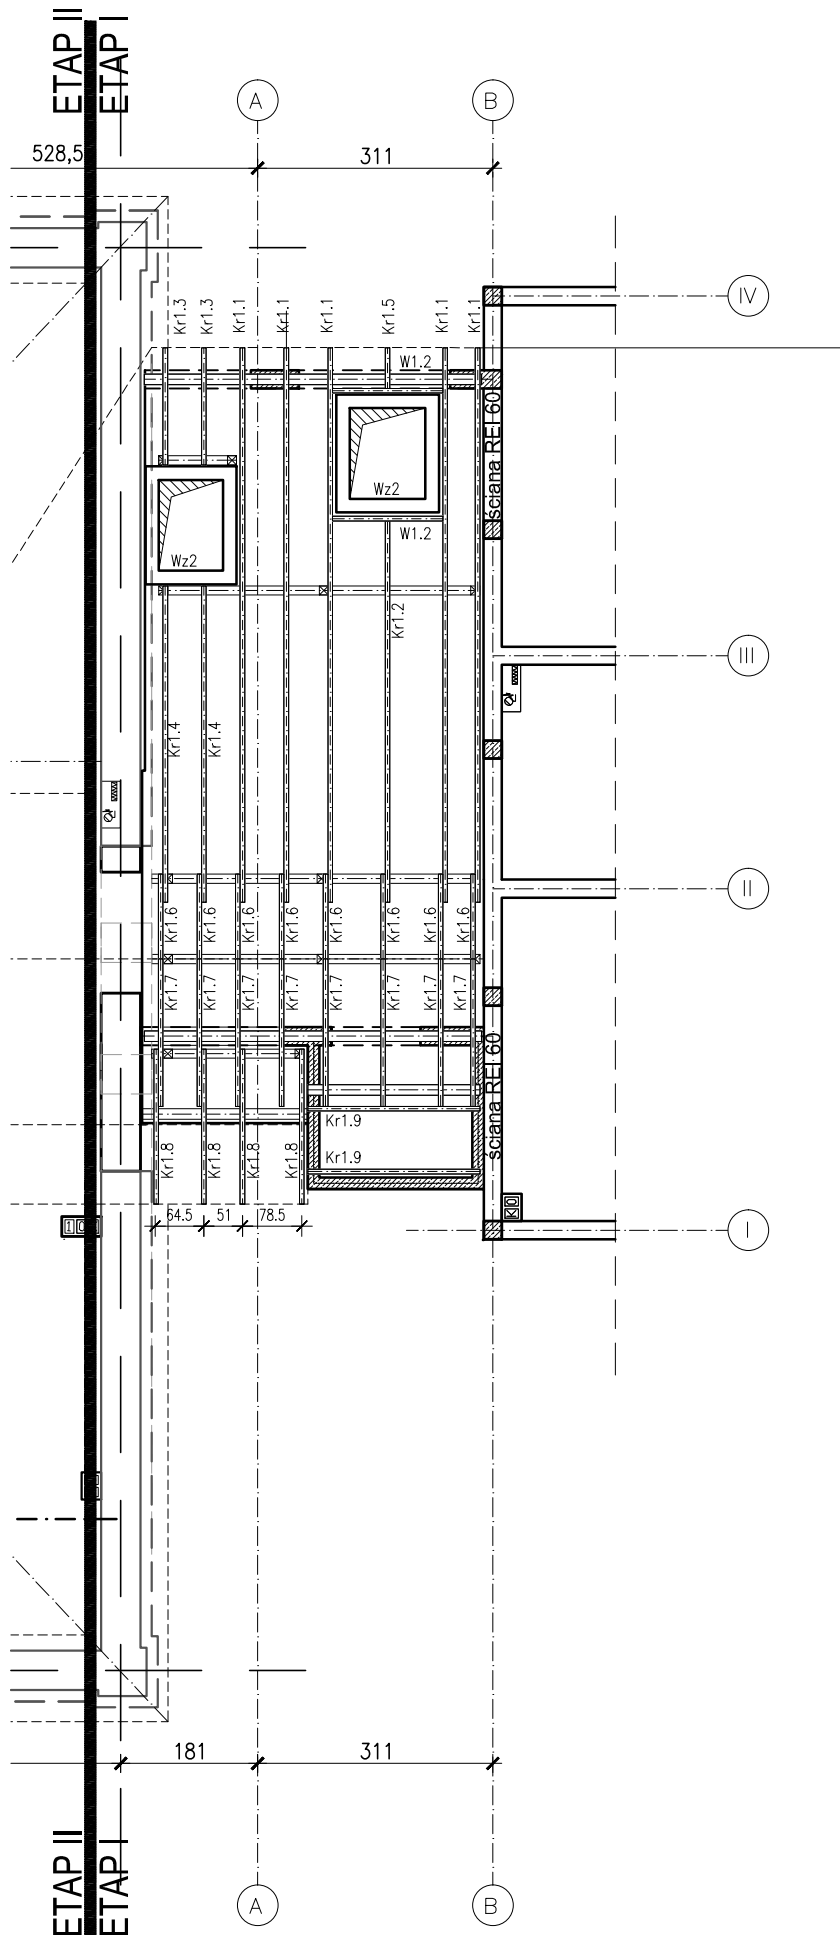 ETAP II
ETAP I
A
B
528,5
311
IV
Kr1.3
Kr1.3
Kr1.1
Kr1.1
Kr1.1
Kr1.5
Kr1.1
Kr1.1
W1.2
ściana REI 60
Wz2
W1.2
Wz2
Kr1.2
III
Kr1.4
Kr1.4
II
Kr1.6
Kr1.6
Kr1.6
Kr1.6
Kr1.6
Kr1.6
Kr1.6
Kr1.6
Kr1.7
Kr1.7
Kr1.7
Kr1.7
Kr1.7
Kr1.7
Kr1.7
Kr1.7
ściana REI 60
Kr1.9
Kr1.9
Kr1.8
Kr1.8
Kr1.8
Kr1.8
64.5
51
78.5
I
181
311
ETAP II
ETAP I
A
B